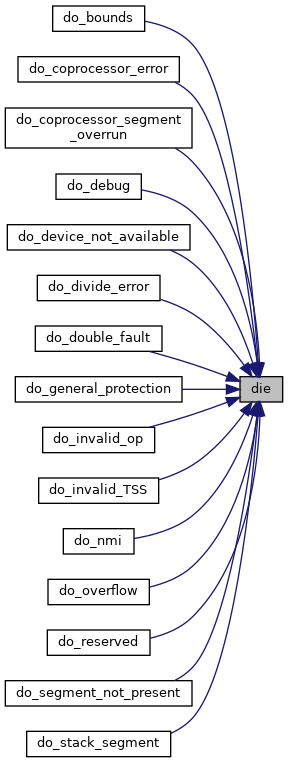 do_bounds
do_coprocessor_error
do_coprocessor_segment
_overrun
do_debug
do_device_not_available
do_divide_error
do_double_fault
do_general_protection
die
do_invalid_op
do_invalid_TSS
do_nmi
do_overflow
do_reserved
do_segment_not_present
do_stack_segment